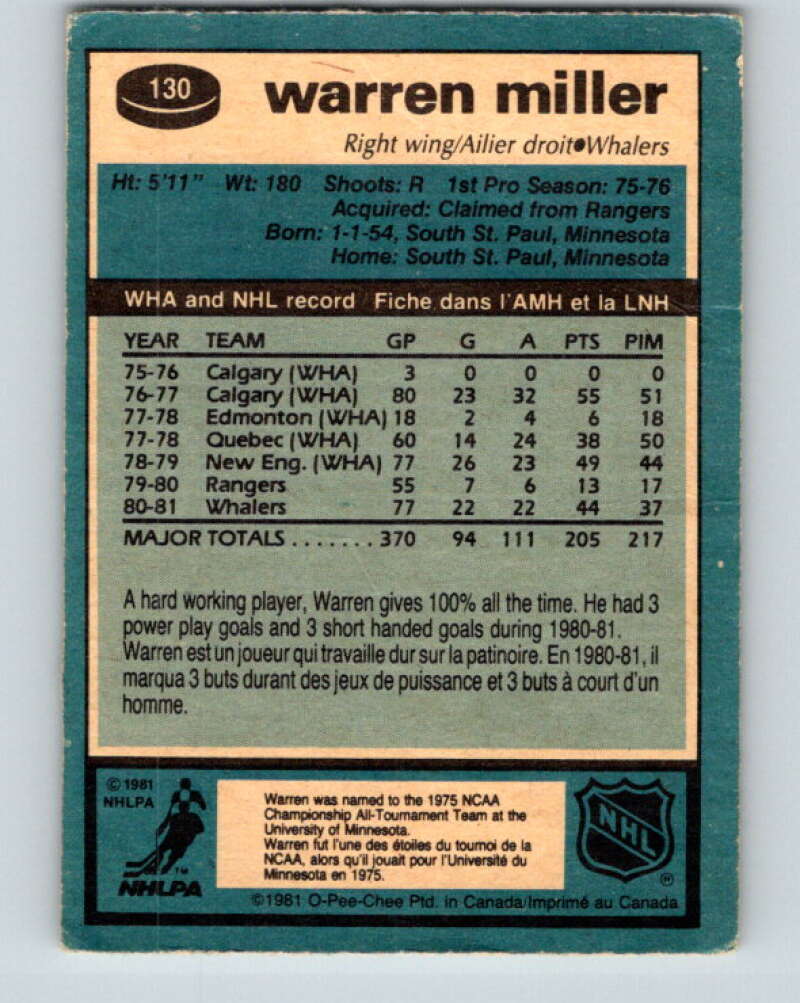 130
warren miller
Right wing/Ailier droit•Whalers
Ht: 5'11" Wt: 180 Shoots: R 1st Pro Season: 75-76
Acquired: Claimed from Rangers
Born: 1-1-54, South St. Paul, Minnesota
Home: South St. Paul, Minnesota
WHA and NHL record Fiche dans l'AMH et la LNH
YEAR TEAM GP G A PTS PIM
75-76 Calgary (WHA) 3 0 0 0 0
76-77 Calgary (WHA) 80 23 32 55 51
77-78 Edmonton (WHA) 18 2 4 6 18
77-78 Quebec (WHA) 60 14 24 38 50
78-79 New Eng. (WHA) 77 26 23 49 44
79-80 Rangers 55 7 6 13 17
80-81 Whalers 77 22 22 44 37
MAJOR TOTALS ....... 370 94 111 205 217
A hard working player, Warren gives 100% all the time. He had 3
power play goals and 3 short handed goals during 1980-81.
Warren est un joueur qui travaille dur sur la patinoire. En 1980-81, il
marqua 3 buts durant des jeux de puissance et 3 buts à court d'un
homme.
© 1981
NHLPA
TM
NHLPA
Warren was named to the 1975 NCAA
Championship All-Tournament Team at the
University of Minnesota.
Warren fut l'une des étoiles du tournoi de la
NCAA, alors qu'il jouait pour l'Université du
Minnesota en 1975.
NHL
®
©1981 O-Pee-Chee Ptd. in Canada/Imprimé au Canada